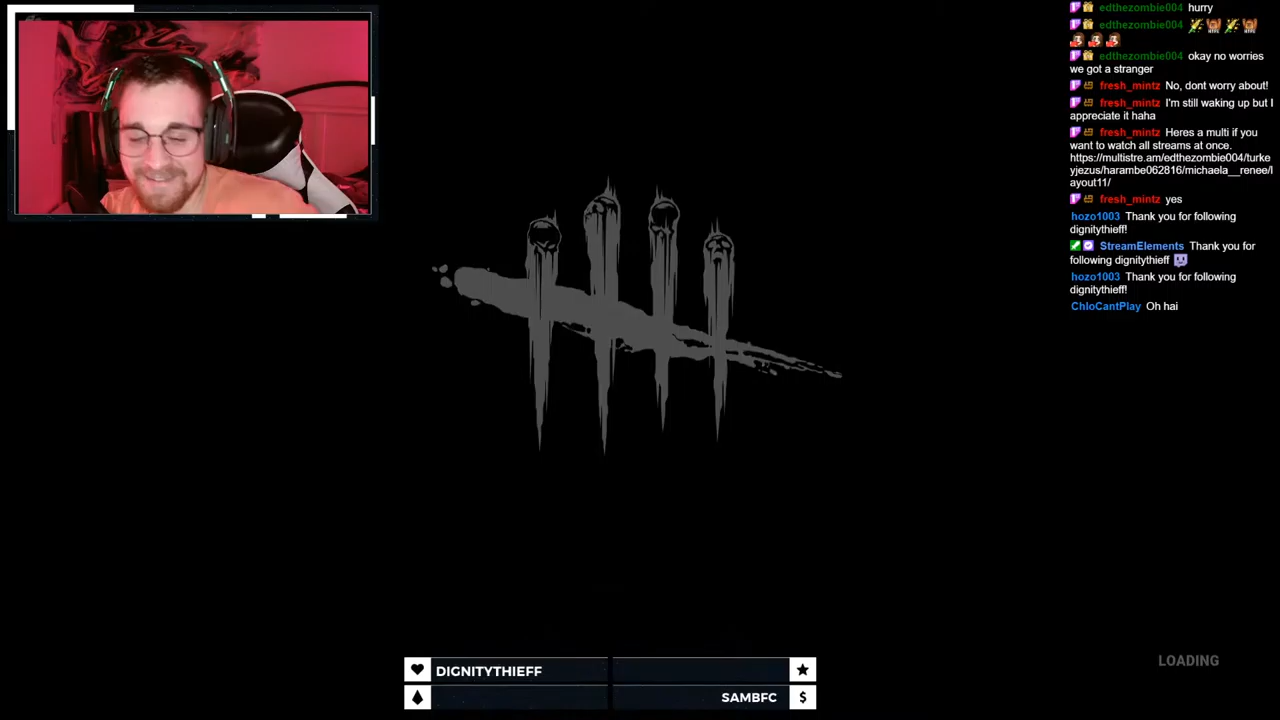 edthezombie004 hurry
edthezombie004
edthezombie004 okay no worries
we got a stranger
fresh_mintz No, dont worry about!
fresh_mintz I'm still waking up but I
appreciate it haha
fresh_mintz Heres a multi if you
want to watch all streams at once.
https://multistre.am/edthezombie004/turke
yjezus/harambe062816/michaela__renee/l
ayout11/
fresh_mintz yes
hozo1003 Thank you for following
dignitythieff!
StreamElements Thank you for
following dignitythieff
hozo1003 Thank you for following
dignitythieff!
ChloCantPlay Oh hai
LOADING
DIGNITYTHIEFF
SAMBFC $